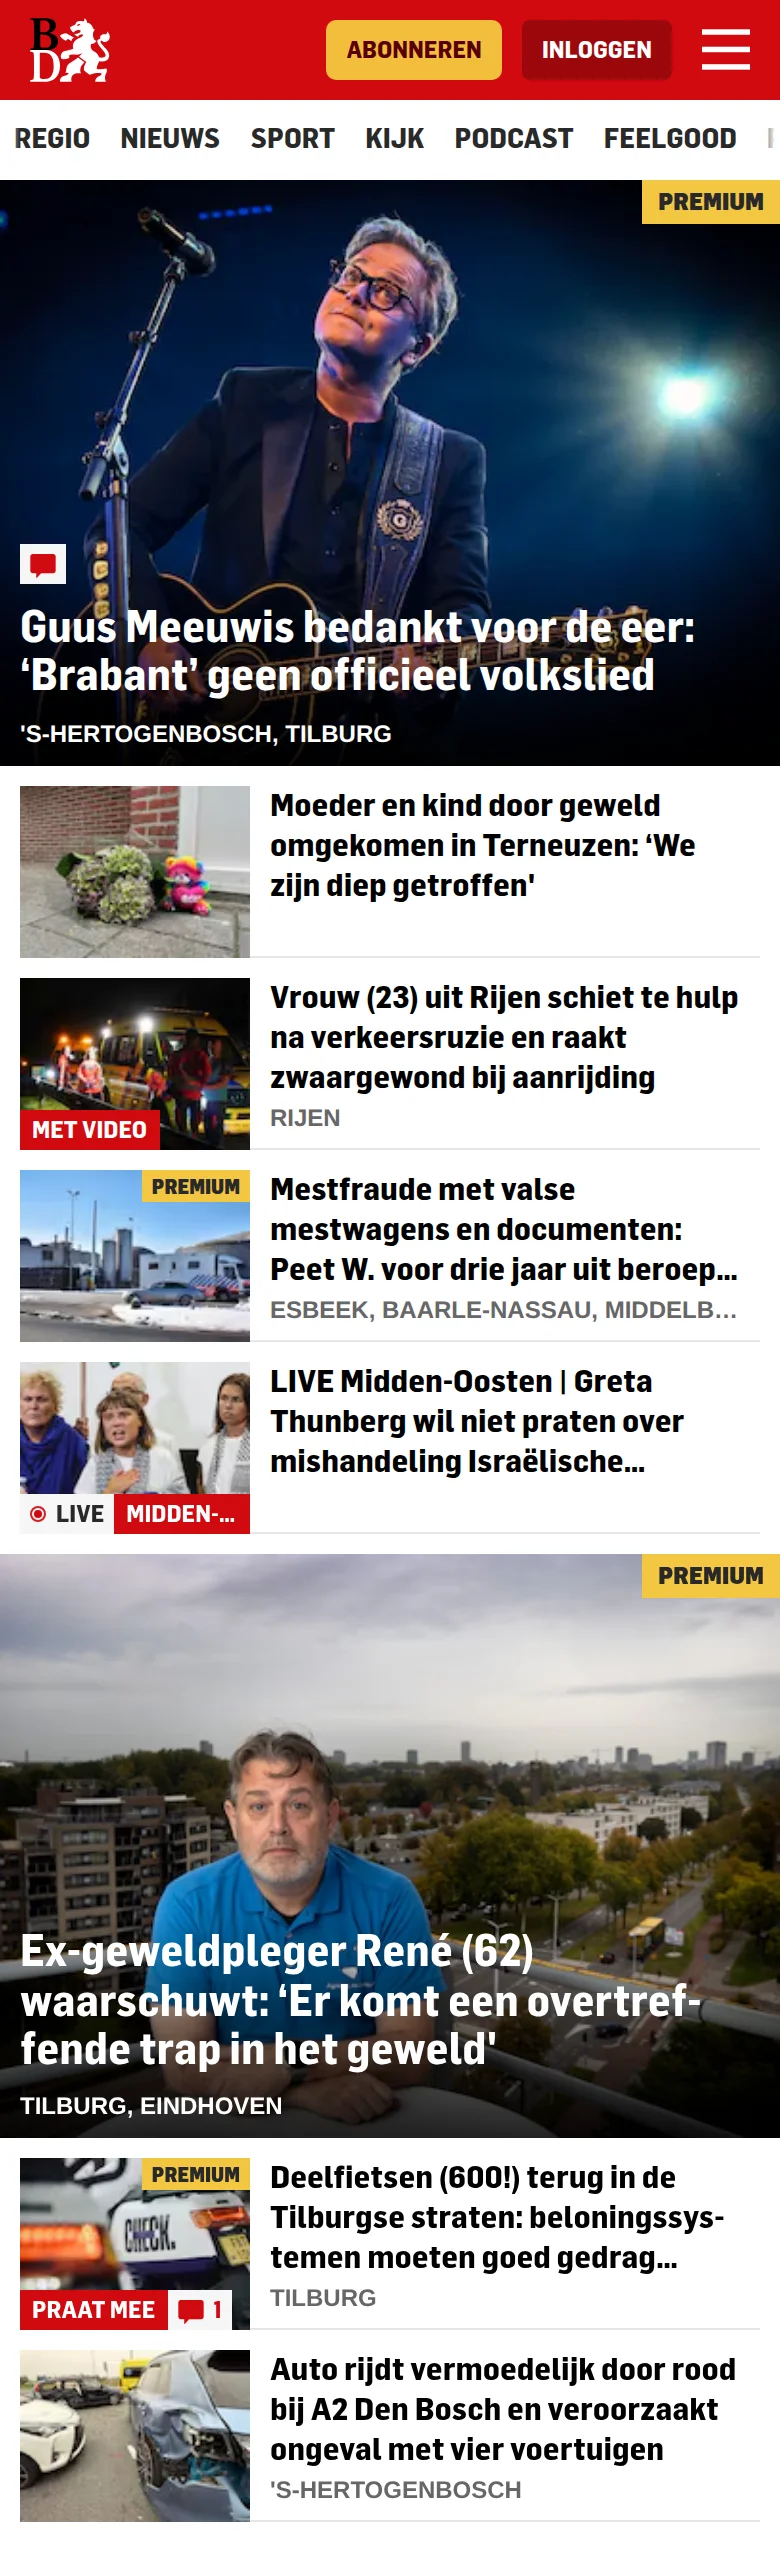 BD
ABONNEREN
INLOGGEN
REGIO NIEUWS SPORT KIJK PODCAST FEELGOOD
PREMIUM
Guus Meeuwis bedankt voor de eer:
‘Brabant’ geen officieel volkslied
'S-HERTOGENBOSCH, TILBURG
Moeder en kind door geweld
omgekomen in Terneuzen: ‘We
zijn diep getroffen'
MET VIDEO
Vrouw (23) uit Rijen schiet te hulp
na verkeersruzie en raakt
zwaargewond bij aanrijding
RIJEN
PREMIUM
Mestfraude met valse
mestwagens en documenten:
Peet W. voor drie jaar uit beroep...
ESBEEK, BAARLE-NASSAU, MIDDELB...
LIVE MIDDEN-...
LIVE Midden-Oosten | Greta
Thunberg wil niet praten over
mishandeling Israëlische...
PREMIUM
Ex-geweldpleger René (62)
waarschuwt: ‘Er komt een overtref-
fende trap in het geweld'
TILBURG, EINDHOVEN
PREMIUM
CHECK.
PRAAT MEE 1
Deelfietsen (600!) terug in de
Tilburgse straten: beloningssys-
temen moeten goed gedrag...
TILBURG
Auto rijdt vermoedelijk door rood
bij A2 Den Bosch en veroorzaakt
ongeval met vier voertuigen
'S-HERTOGENBOSCH